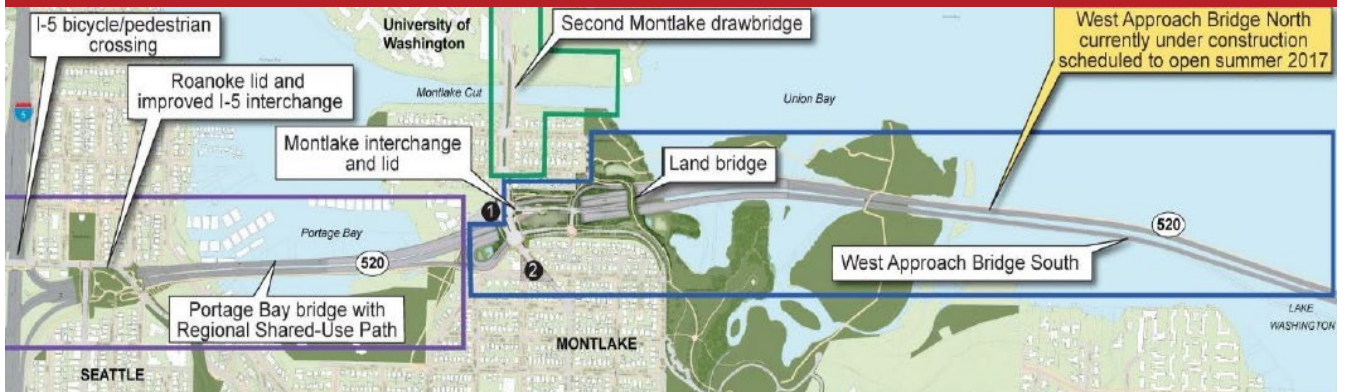 I-5 bicycle/pedestrian
crossing
University of
Washington
Second Montlake drawbridge
West Approach Bridge North
currently under construction
scheduled to open summer 2017
Roanoke lid and
improved I-5 interchange
5
Montlake Cut
Union Bay
Montlake interchange
and lid
Land bridge
1
Portage Bay
520
520
2
West Approach Bridge South
Portage Bay bridge with
Regional Shared-Use Path
LAKE
WASHINGTON
MONTLAKE
SEATTLE